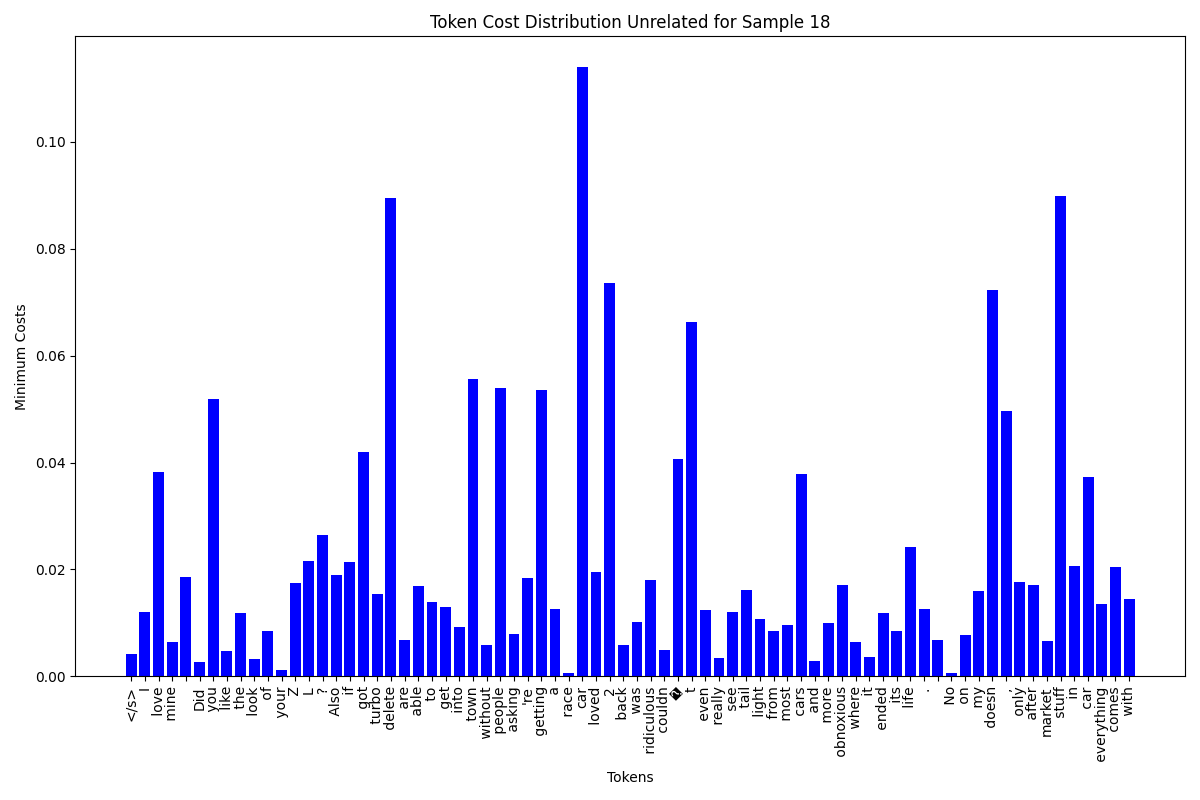 Token Cost Distribution Unrelated for Sample 18
Minimum Costs
0.10
0.08
0.06
0.04
0.02
0.00
</s>
I
love
mine
Did
you
like
the
look
of
your
Z
L
?
Also
if
got
turbo
delete
are
able
to
get
into
town
without
people
asking
're
getting
a
race
car
loved
2
back
was
ridiculous
couldn
�
t
even
really
see
tail
light
from
most
cars
and
more
obnoxious
where
it
ended
its
life
.
No
on
my
doesn
,
only
after
market
stuff
in
car
everything
comes
with
Tokens